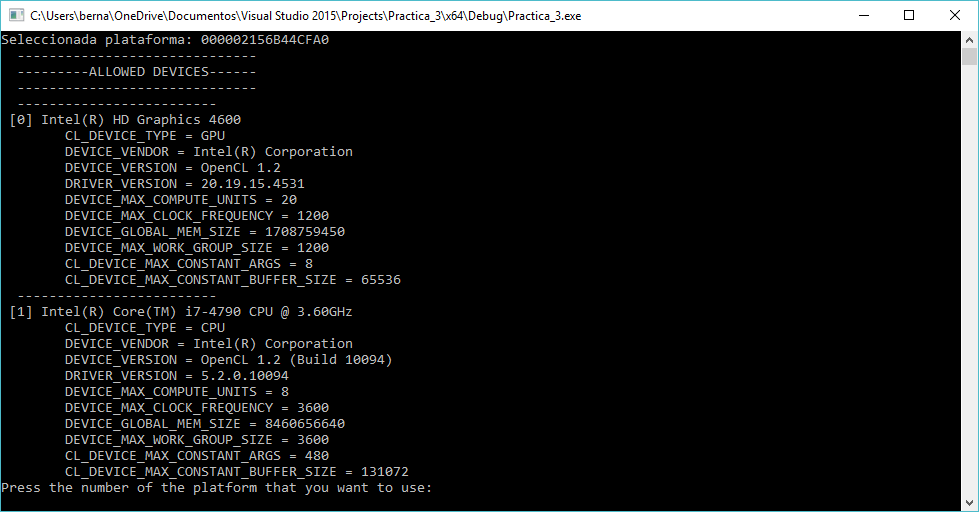 C:\Users\berna\OneDrive\Documentos\Visual Studio 2015\Projects\Practica_3\x64\Debug\Practica_3.exe
Seleccionada plataforma: 000002156B44CFA0
  ------------------------------
  ---------ALLOWED DEVICES------
  ------------------------------
  -------------------------
 [0] Intel(R) HD Graphics 4600
        CL_DEVICE_TYPE = GPU
        DEVICE_VENDOR = Intel(R) Corporation
        DEVICE_VERSION = OpenCL 1.2
        DRIVER_VERSION = 20.19.15.4531
        DEVICE_MAX_COMPUTE_UNITS = 20
        DEVICE_MAX_CLOCK_FREQUENCY = 1200
        DEVICE_GLOBAL_MEM_SIZE = 1708759450
        DEVICE_MAX_WORK_GROUP_SIZE = 1200
        CL_DEVICE_MAX_CONSTANT_ARGS = 8
        CL_DEVICE_MAX_CONSTANT_BUFFER_SIZE = 65536
  -------------------------
 [1] Intel(R) Core(TM) i7-4790 CPU @ 3.60GHz
        CL_DEVICE_TYPE = CPU
        DEVICE_VENDOR = Intel(R) Corporation
        DEVICE_VERSION = OpenCL 1.2 (Build 10094)
        DRIVER_VERSION = 5.2.0.10094
        DEVICE_MAX_COMPUTE_UNITS = 8
        DEVICE_MAX_CLOCK_FREQUENCY = 3600
        DEVICE_GLOBAL_MEM_SIZE = 8460656640
        DEVICE_MAX_WORK_GROUP_SIZE = 3600
        CL_DEVICE_MAX_CONSTANT_ARGS = 480
        CL_DEVICE_MAX_CONSTANT_BUFFER_SIZE = 131072
Press the number of the platform that you want to use: